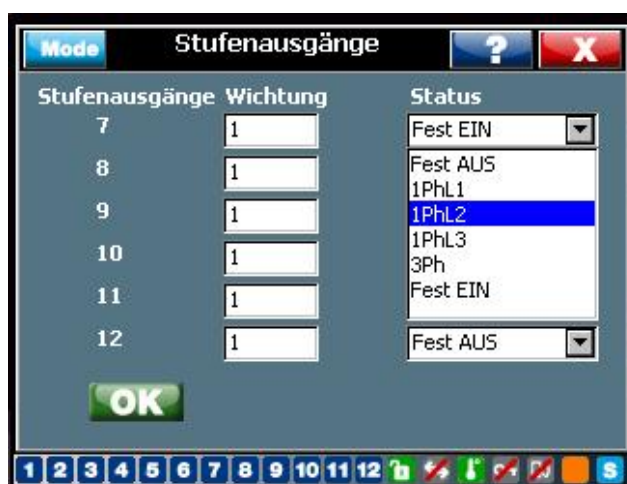 Mode Stufenausgänge ? X
Stufenausgänge Wichtung Status
7 1 Fest EIN
8 1 Fest AUS
1PhL1
9 1 1PhL2
1PhL3
10 1 3Ph
11 1 Fest EIN
12 1 Fest AUS
OK
1 2 3 4 5 6 7 8 9 10 11 12 S